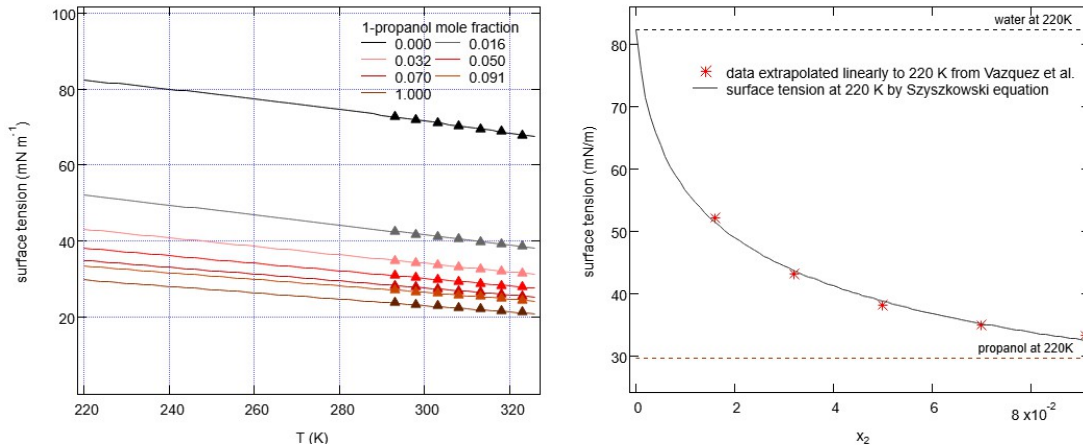 100
80
60
40
20
surface tension (mN m⁻¹)
1-propanol mole fraction
0.000 0.016
0.032 0.050
0.070 0.091
1.000
220 240 260 280 300 320
T (K)
80
70
60
50
40
30
surface tension (mN/m)
water at 220K
data extrapolated linearly to 220 K from Vazquez et al.
surface tension at 220 K by Szyszkowski equation
propanol at 220K
0 2 4 6 8 x10⁻²
x₂